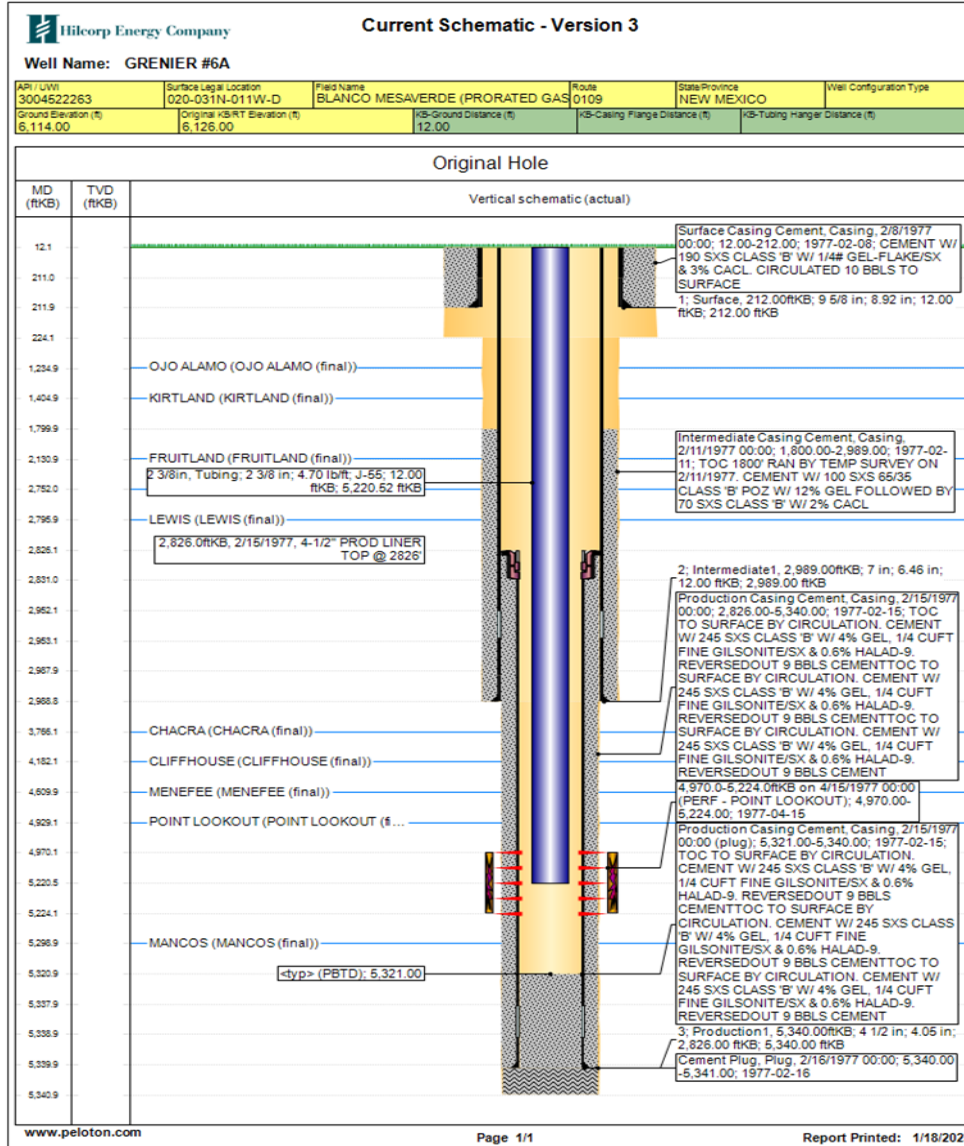 Hilcorp Energy Company
Current Schematic - Version 3
Well Name: GRENIER #6A
API / UWI
3004522263
Surface Legal Location
020-031N-011W-D
Field Name
BLANCO MESAVERDE (PRORATED GAS
Route
0109
State/Province
NEW MEXICO
Well Configuration Type
Ground Elevation (ft)
6,114.00
Original KB/RT Elevation (ft)
6,126.00
KB-Ground Distance (ft)
12.00
KB-Casing Flange Distance (ft)
KB-Tubing Hanger Distance (ft)
Original Hole
MD
(ftKB)
TVD
(ftKB)
Vertical schematic (actual)
12.1
211.0
211.9
224.1
1,234.9
1,404.9
1,799.9
2,130.9
2,752.0
2,795.9
2,826.1
2,831.0
2,952.1
2,953.1
2,987.9
2,988.8
3,766.1
4,182.1
4,609.9
4,929.1
4,970.1
5,220.5
5,224.1
5,298.9
5,320.9
5,337.9
5,338.9
5,339.9
5,340.9
OJO ALAMO (OJO ALAMO (final))
KIRTLAND (KIRTLAND (final))
FRUITLAND (FRUITLAND (final))
2 3/8in, Tubing; 2 3/8 in; 4.70 lb/ft; J-55; 12.00
ftKB; 5,220.52 ftKB
LEWIS (LEWIS (final))
2,826.0ftKB, 2/15/1977, 4-1/2" PROD LINER
TOP @ 2826'
CHACRA (CHACRA (final))
CLIFFHOUSE (CLIFFHOUSE (final))
MENEFEE (MENEFEE (final))
POINT LOOKOUT (POINT LOOKOUT (fi...
MANCOS (MANCOS (final))
<typ> (PBTD); 5,321.00
Surface Casing Cement, Casing, 2/8/1977
00:00; 12.00-212.00; 1977-02-08; CEMENT W/
190 SXS CLASS 'B' W/ 1/4# GEL-FLAKE/SX
& 3% CACL. CIRCULATED 10 BBLS TO
SURFACE
1; Surface, 212.00ftKB; 9 5/8 in; 8.92 in; 12.00
ftKB; 212.00 ftKB
Intermediate Casing Cement, Casing,
2/11/1977 00:00; 1,800.00-2,989.00; 1977-02-
11; TOC 1800' RAN BY TEMP SURVEY ON
2/11/1977. CEMENT W/ 100 SXS 65/35
CLASS 'B' POZ W/ 12% GEL FOLLOWED BY
70 SXS CLASS 'B' W/ 2% CACL
2; Intermediate1, 2,989.00ftKB; 7 in; 6.46 in;
12.00 ftKB; 2,989.00 ftKB
Production Casing Cement, Casing, 2/15/1977
00:00; 2,826.00-5,340.00; 1977-02-15; TOC
TO SURFACE BY CIRCULATION. CEMENT
W/ 245 SXS CLASS 'B' W/ 4% GEL, 1/4 CUFT
FINE GILSONITE/SX & 0.6% HALAD-9.
REVERSEDOUT 9 BBLS CEMENTTOC TO
SURFACE BY CIRCULATION. CEMENT W/
245 SXS CLASS 'B' W/ 4% GEL, 1/4 CUFT
FINE GILSONITE/SX & 0.6% HALAD-9.
REVERSEDOUT 9 BBLS CEMENTTOC TO
SURFACE BY CIRCULATION. CEMENT W/
245 SXS CLASS 'B' W/ 4% GEL, 1/4 CUFT
FINE GILSONITE/SX & 0.6% HALAD-9.
REVERSEDOUT 9 BBLS CEMENT
4,970.0-5,224.0ftKB on 4/15/1977 00:00
(PERF - POINT LOOKOUT); 4,970.00-
5,224.00; 1977-04-15
Production Casing Cement, Casing, 2/15/1977
00:00 (plug); 5,321.00-5,340.00; 1977-02-15;
TOC TO SURFACE BY CIRCULATION.
CEMENT W/ 245 SXS CLASS 'B' W/ 4% GEL,
1/4 CUFT FINE GILSONITE/SX & 0.6%
HALAD-9. REVERSEDOUT 9 BBLS
CEMENTTOC TO SURFACE BY
CIRCULATION. CEMENT W/ 245 SXS CLASS
'B' W/ 4% GEL, 1/4 CUFT FINE
GILSONITE/SX & 0.6% HALAD-9.
REVERSEDOUT 9 BBLS CEMENTTOC TO
SURFACE BY CIRCULATION. CEMENT W/
245 SXS CLASS 'B' W/ 4% GEL, 1/4 CUFT
FINE GILSONITE/SX & 0.6% HALAD-9.
REVERSEDOUT 9 BBLS CEMENT
3; Production1, 5,340.00ftKB; 4 1/2 in; 4.05 in;
2,826.00 ftKB; 5,340.00 ftKB
Cement Plug, Plug, 2/16/1977 00:00; 5,340.00
-5,341.00; 1977-02-16
www.peloton.com
Page 1/1
Report Printed: 1/18/202